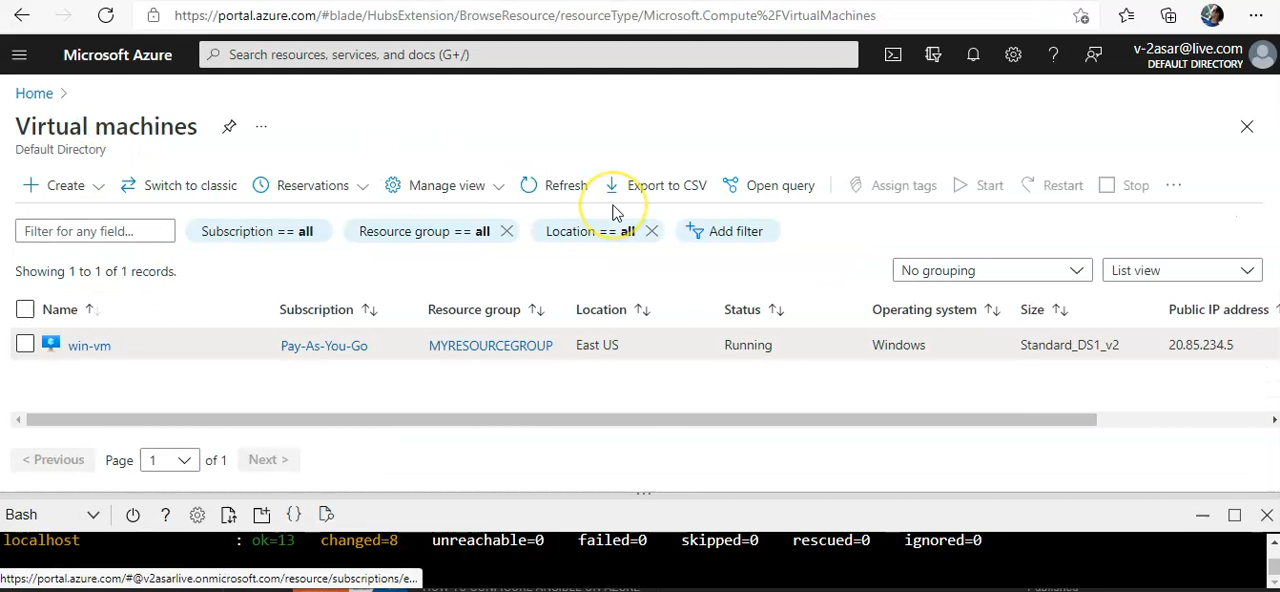 https://portal.azure.com/#blade/HubsExtension/BrowseResource/resourceType/Microsoft.Compute%2FVirtualMachines
Microsoft Azure Search resources, services, and docs (G+/) v-2asar@live.com
DEFAULT DIRECTORY
Home >
Virtual machines ...
Default Directory
+ Create Switch to classic Reservations Manage view Refresh Export to CSV Open query Assign tags Start Restart Stop ...
Filter for any field... Subscription == all Resource group == all Location == all Add filter
Showing 1 to 1 of 1 records. No grouping List view
Name ↑ Subscription ↑↓ Resource group ↑↓ Location ↑↓ Status ↑↓ Operating system ↑↓ Size ↑↓ Public IP address
win-vm Pay-As-You-Go MYRESOURCEGROUP East US Running Windows Standard_DS1_v2 20.85.234.5
< Previous Page 1 of 1 Next >
Bash ? {}
localhost : ok=13 changed=8 unreachable=0 failed=0 skipped=0 rescued=0 ignored=0
https://portal.azure.com/#@v2asarlive.onmicrosoft.com/resource/subscriptions/e...